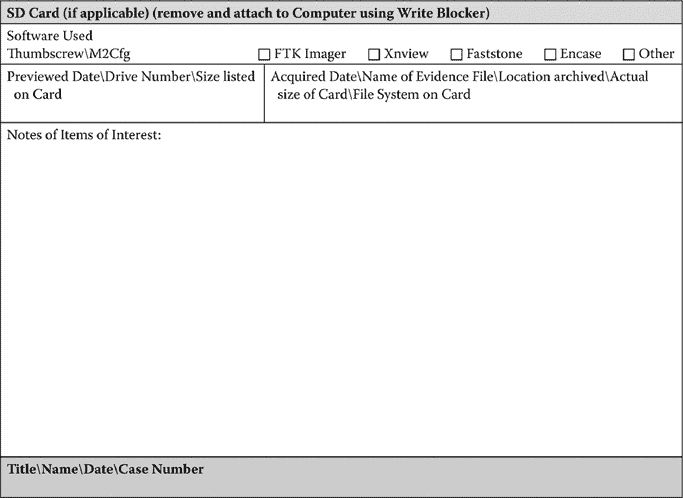 SD Card (if applicable) (remove and attach to Computer using Write Blocker)
Software Used
Thumbscrew\M2Cfg ☐ FTK Imager ☐ Xnview ☐ Faststone ☐ Encase ☐ Other
Previewed Date\Drive Number\Size listed
on Card
Acquired Date\Name of Evidence File\Location archived\Actual
size of Card\File System on Card
Notes of Items of Interest:
Title\Name\Date\Case Number